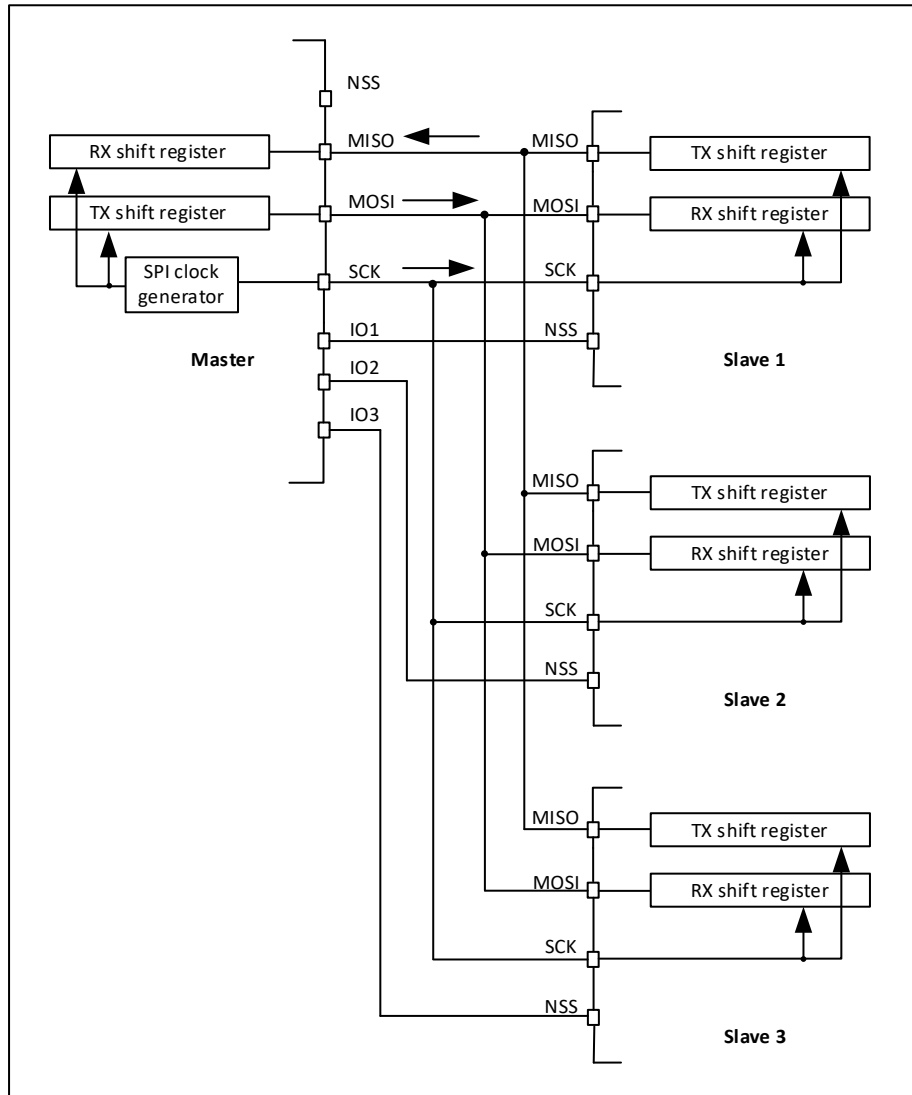 NSS
RX shift register
MISO
MISO
TX shift register
TX shift register
MOSI
MOSI
RX shift register
SPI clock
generator
SCK
SCK
IO1
NSS
Master
Slave 1
IO2
IO3
MISO
TX shift register
MOSI
RX shift register
SCK
NSS
Slave 2
MISO
TX shift register
MOSI
RX shift register
SCK
NSS
Slave 3